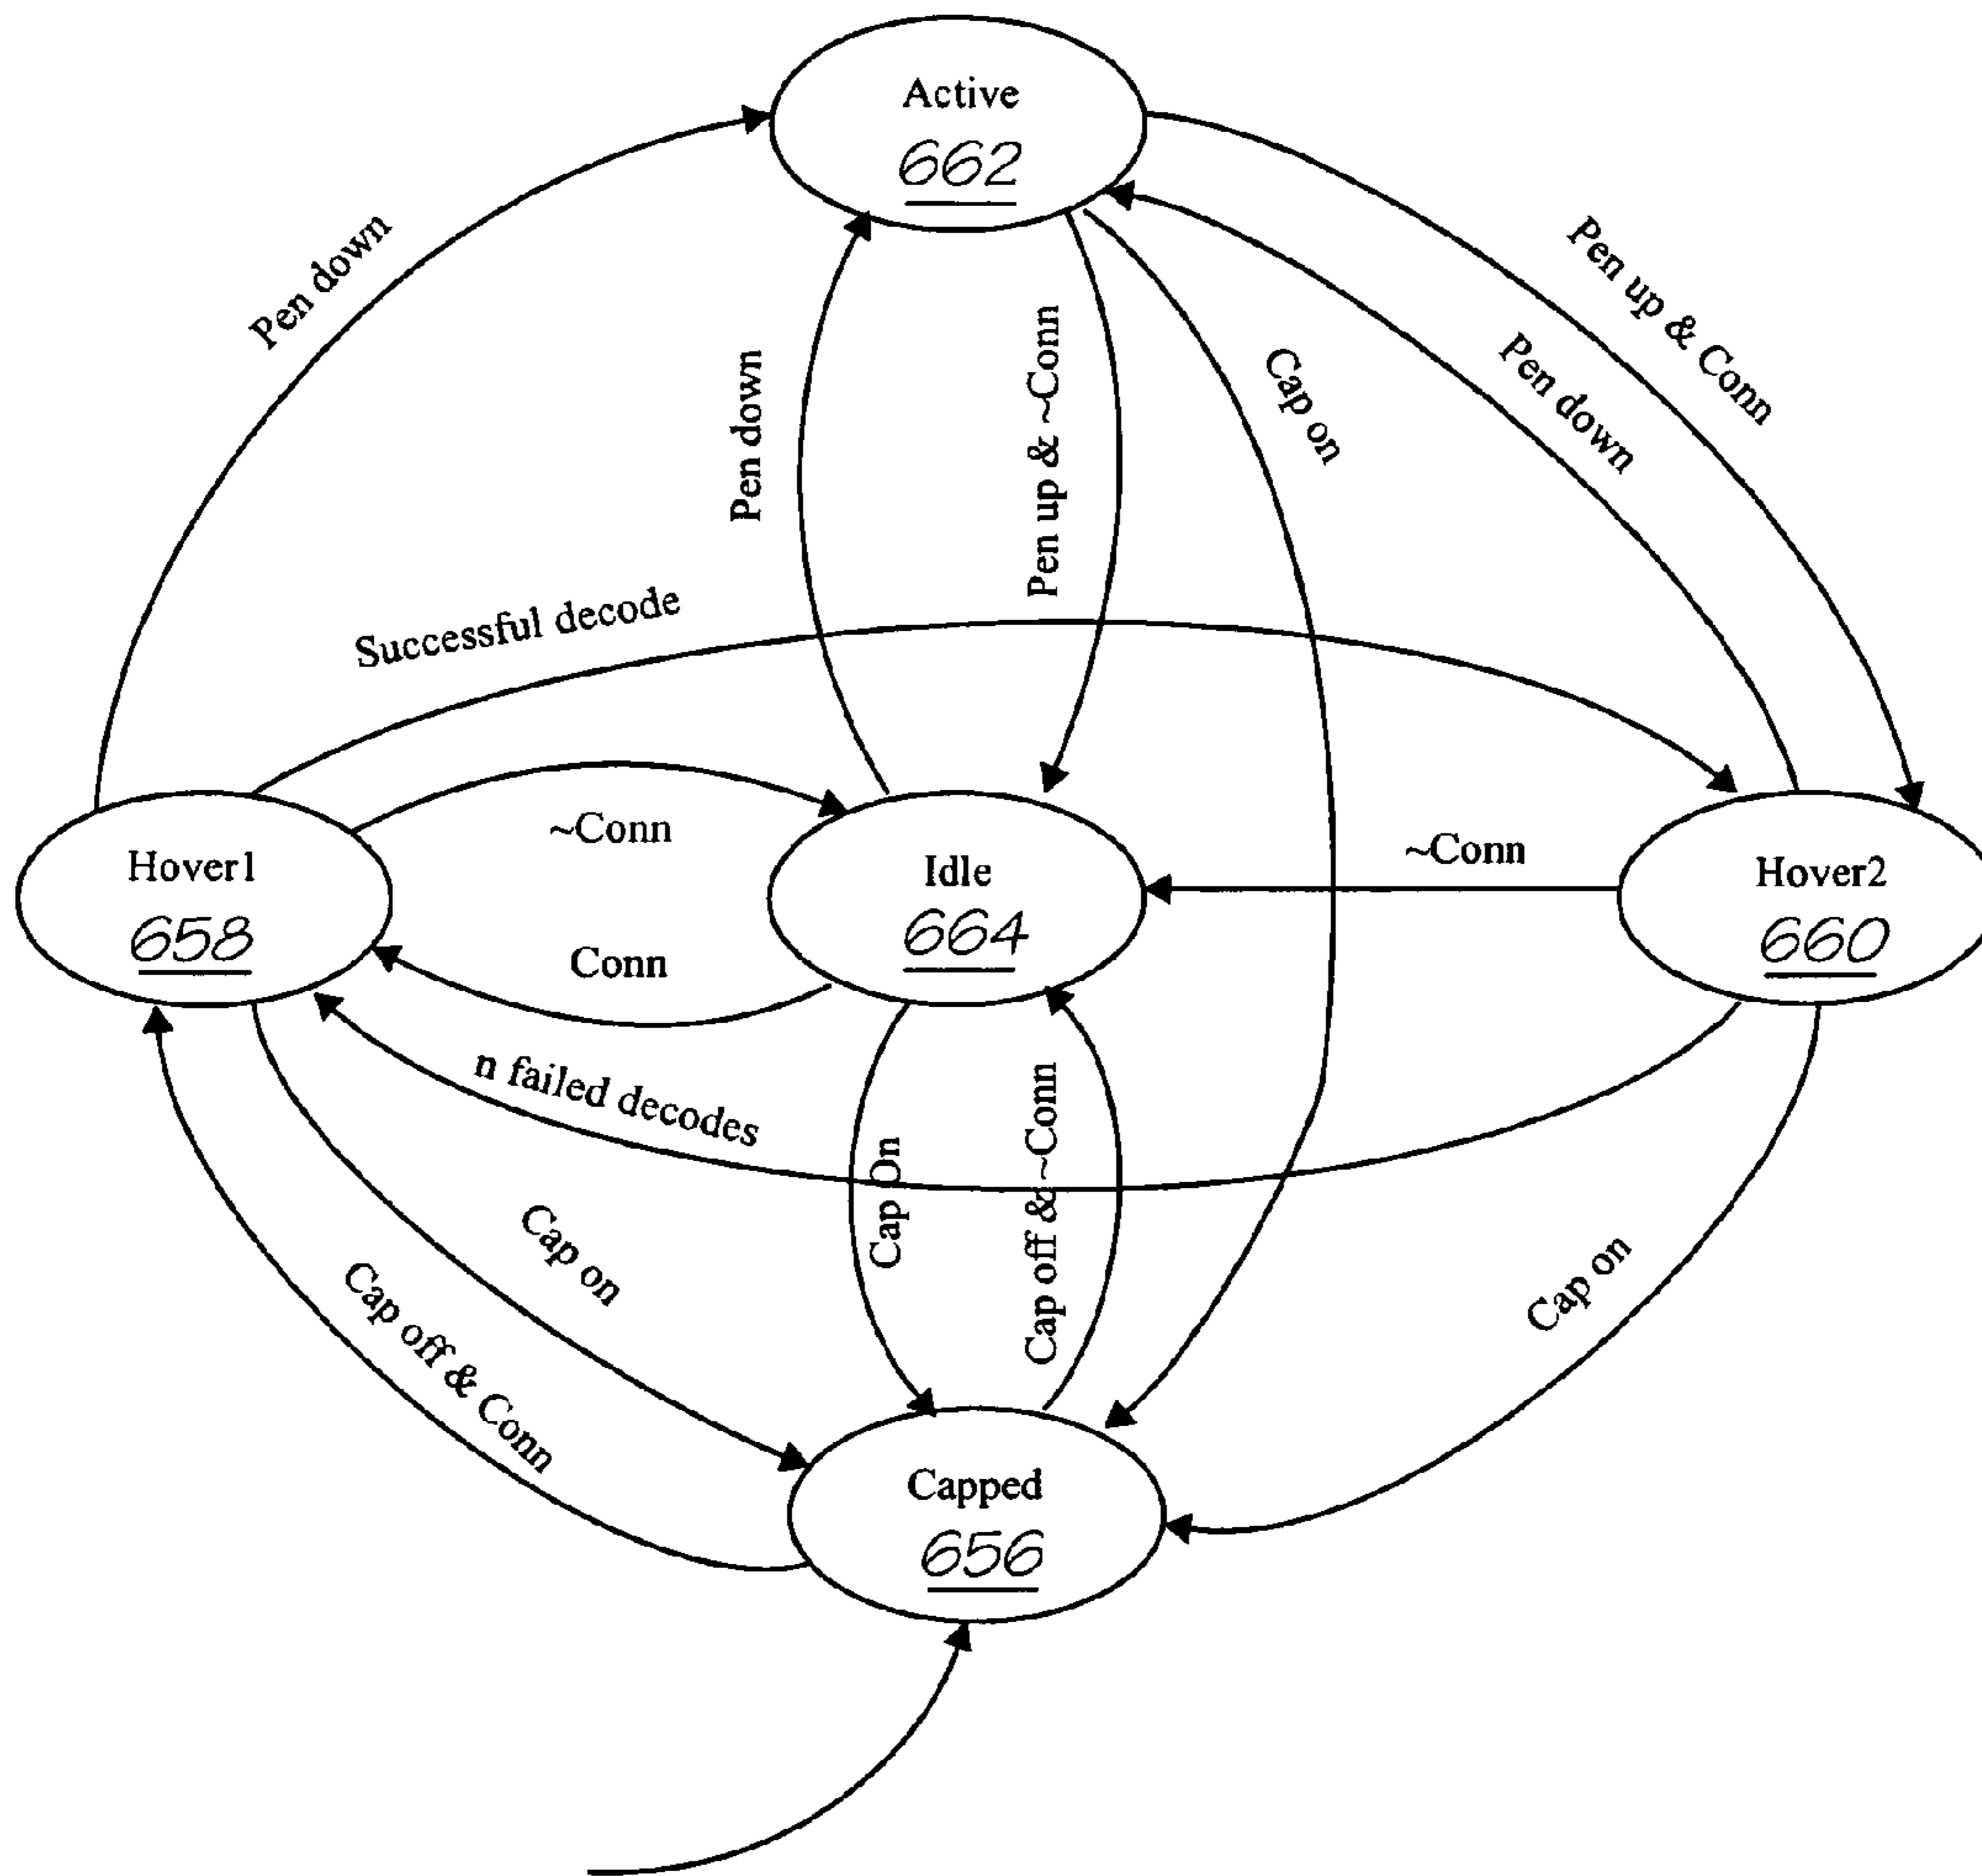 Active
662
Pen down
Pen up & Conn
Pen down
Pen up & ~Conn
Cap on
Pen down
Successful decode
~Conn
~Conn
Hover1
658
Idle
664
Hover2
660
Conn
n failed decodes
Cap On
Cap off & ~Conn
Cap on
Cap off & Conn
Cap on
Capped
656